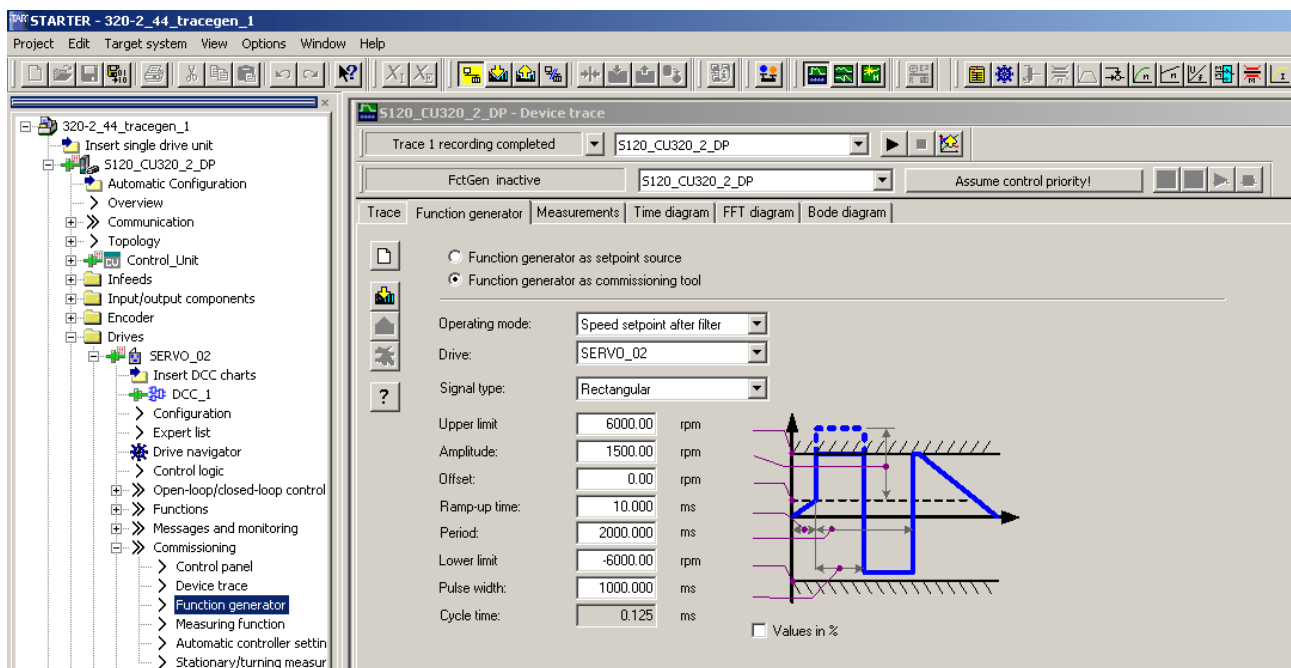 STARTER - 320-2_44_tracegen_1
Project Edit Target system View Options Window Help
320-2_44_tracegen_1
Insert single drive unit
S120_CU320_2_DP
Automatic Configuration
Overview
Communication
Topology
Control_Unit
Infeeds
Input/output components
Encoder
Drives
SERVO_02
Insert DCC charts
DCC_1
Configuration
Expert list
Drive navigator
Control logic
Open-loop/closed-loop control
Functions
Messages and monitoring
Commissioning
Control panel
Device trace
Function generator
Measuring function
Automatic controller settin
Stationary/turning measur
S120_CU320_2_DP - Device trace
Trace 1 recording completed S120_CU320_2_DP
FctGen inactive S120_CU320_2_DP Assume control priority!
Trace Function generator Measurements Time diagram FFT diagram Bode diagram
Function generator as setpoint source
Function generator as commissioning tool
Operating mode: Speed setpoint after filter
Drive: SERVO_02
Signal type: Rectangular
Upper limit 6000.00 rpm
Amplitude: 1500.00 rpm
Offset: 0.00 rpm
Ramp-up time: 10.000 ms
Period: 2000.000 ms
Lower limit -6000.00 rpm
Pulse width: 1000.000 ms
Cycle time: 0.125 ms
Values in %